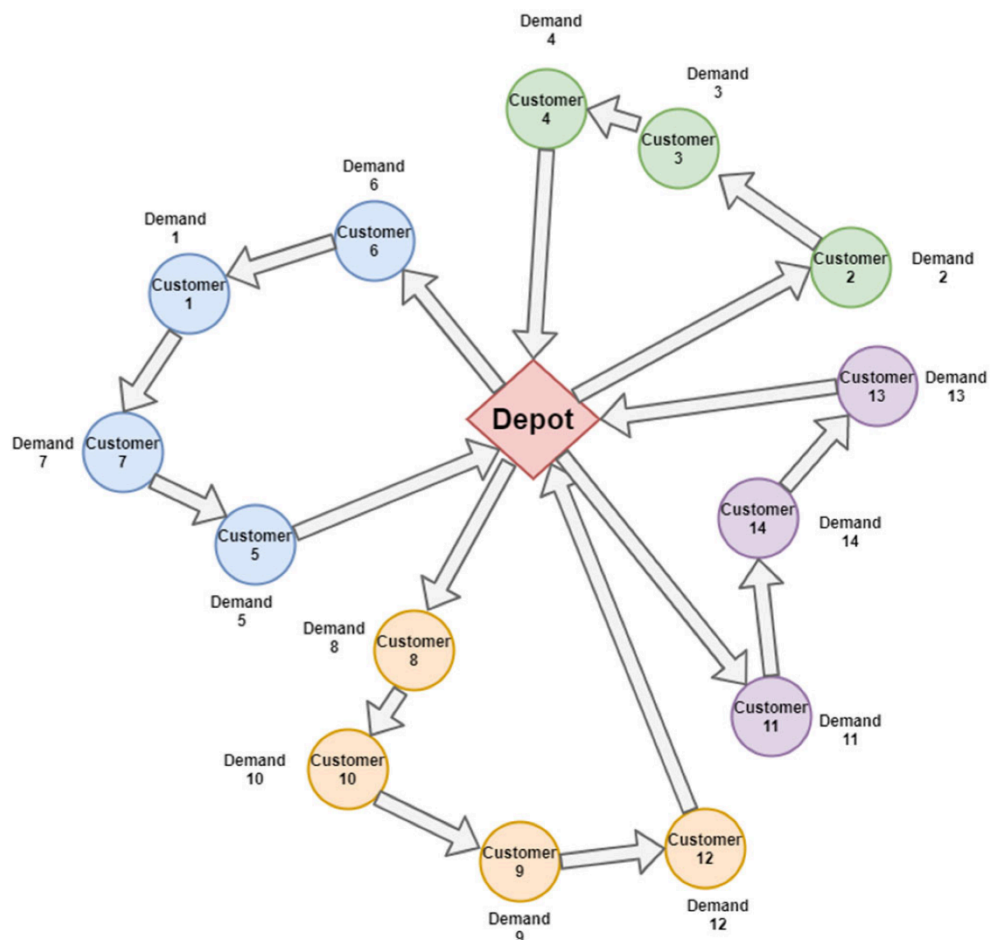 Demand
4
Customer
4
Demand
3
Customer
3
Demand
6
Customer
6
Demand
1
Customer
1
Customer
2
Demand
2
Depot
Customer
13
Demand
13
Demand
7
Customer
7
Customer
14
Demand
14
Customer
5
Demand
5
Demand
8
Customer
8
Customer
11
Demand
11
Demand
10
Customer
10
Customer
9
Demand
9
Customer
12
Demand
12